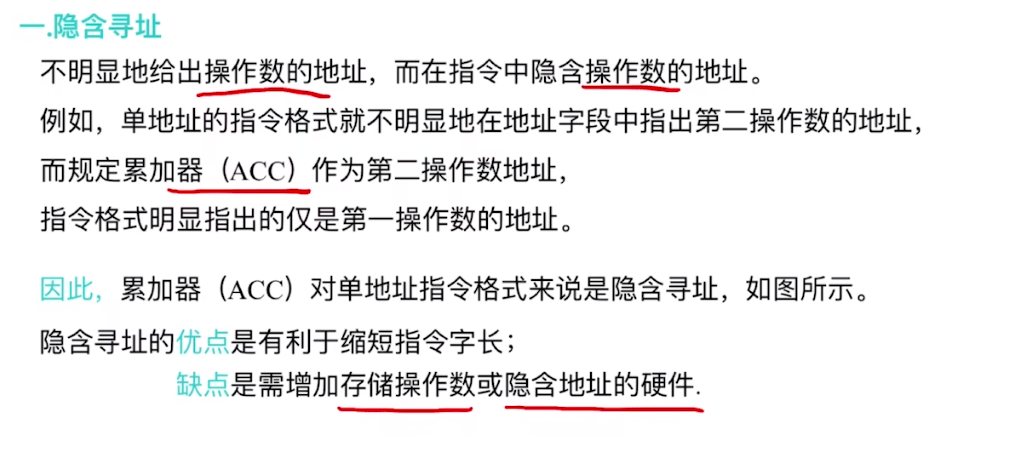 一.隐含寻址
不明显地给出操作数的地址，而在指令中隐含操作数的地址。
例如，单地址的指令格式就不明显地在地址字段中指出第二操作数的地址，
而规定累加器（ACC）作为第二操作数地址，
指令格式明显指出的仅是第一操作数的地址。
因此，累加器（ACC）对单地址指令格式来说是隐含寻址，如图所示。
隐含寻址的优点是有利于缩短指令字长；
缺点是需增加存储操作数或隐含地址的硬件.